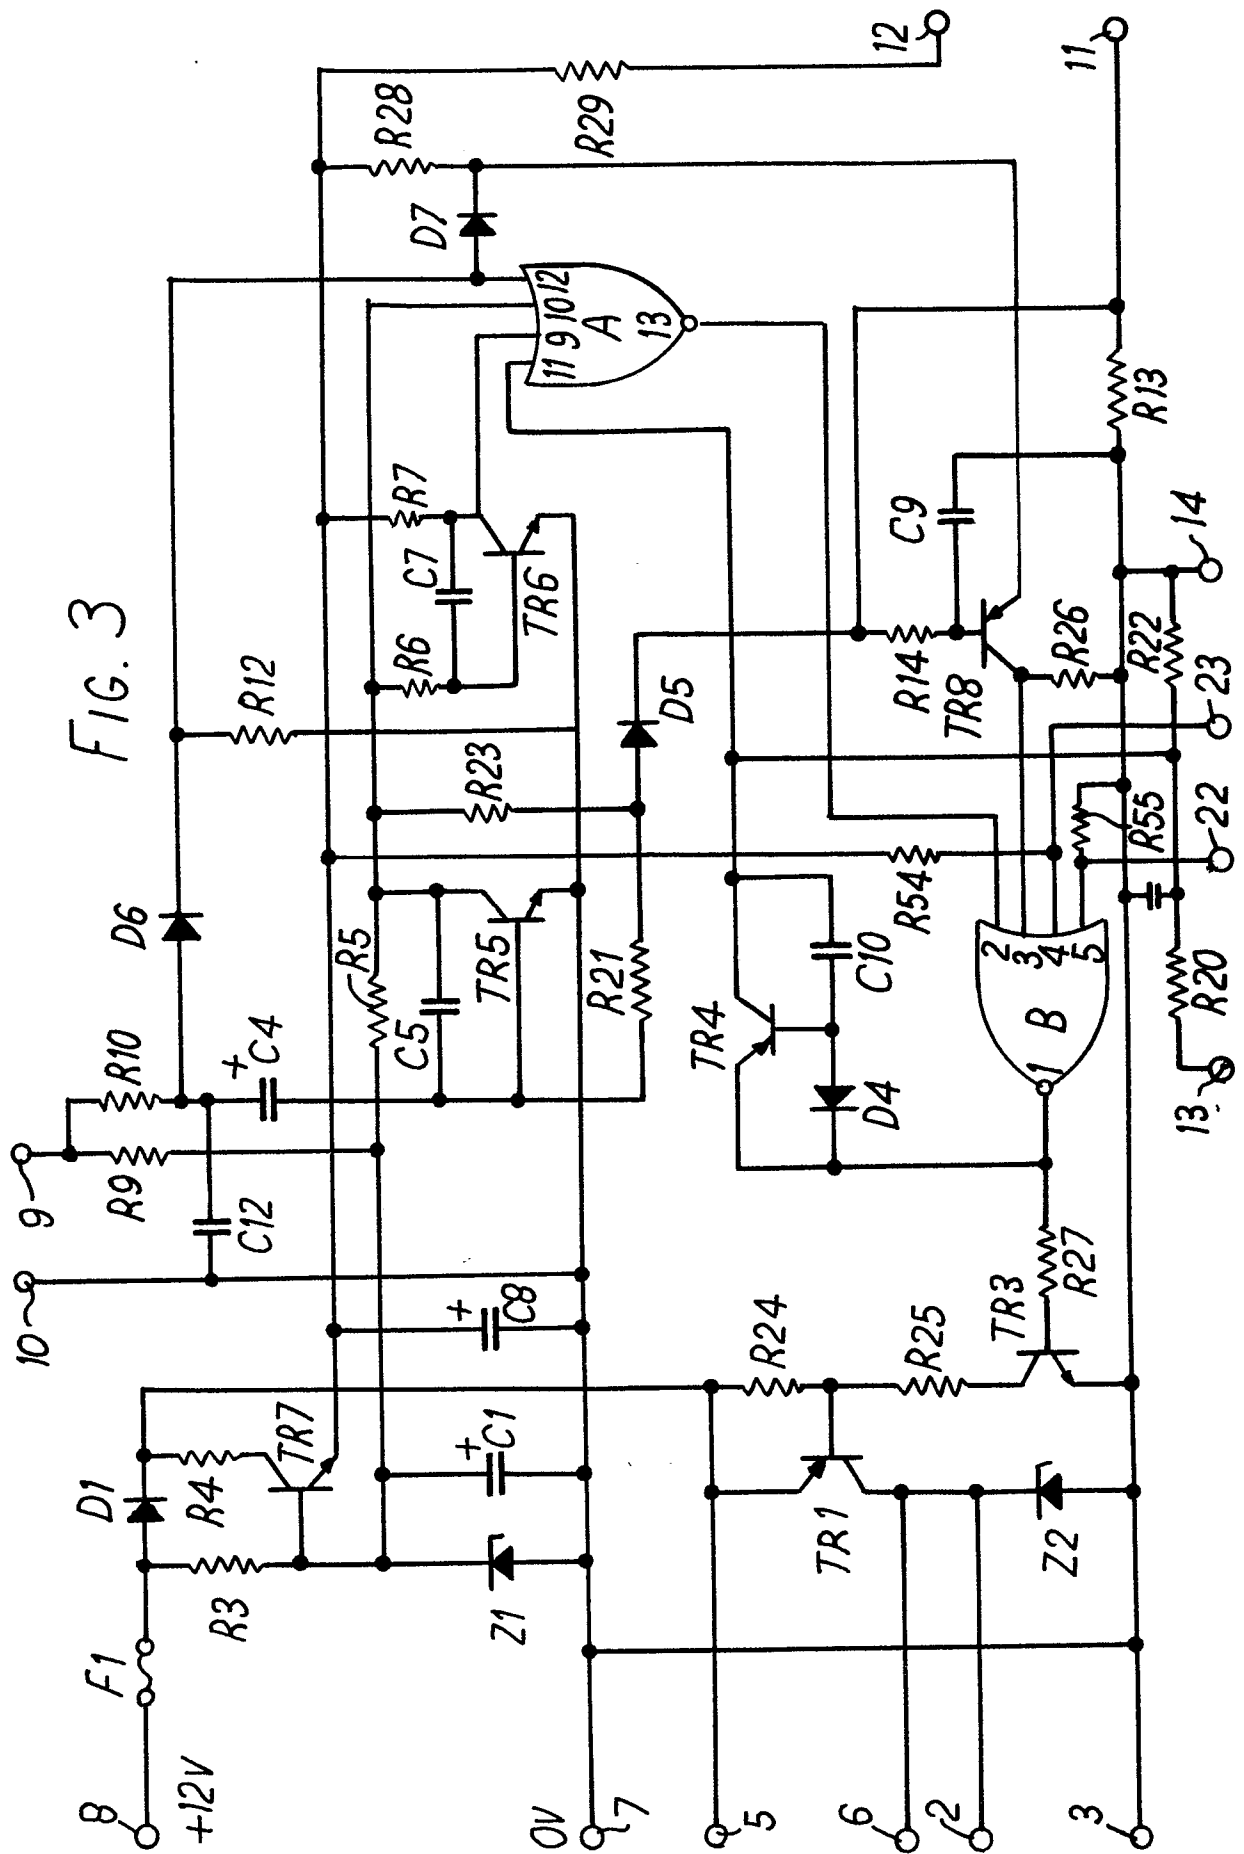 FIG. 3
8
+12V
F1
D1
R3
R4
TR7
Z1
C1
C8
0V
7
10
9
R9
R10
C12
C4
D6
R12
R5
C5
TR5
R21
R23
D5
R6
C7
R7
TR6
D7
R28
R29
12
11
11 9 10 12
A
13
R13
C9
R14
TR8
R26
R22
14
23
22
R55
R54
C10
TR4
D4
2
3
4
5
B
1
R20
13
R27
TR3
R24
R25
TR1
Z2
5
6
2
3